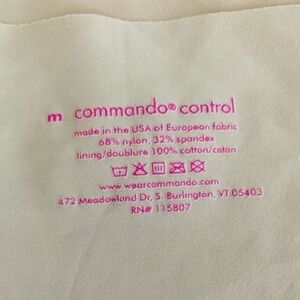 m commando® control
made in the USA of European fabric
68% nylon, 32% spandex
lining/doublure 100% cotton/coton
www.wearcommando.com
472 Meadowland Dr, S. Burlington, VT 05403
RN# 115807